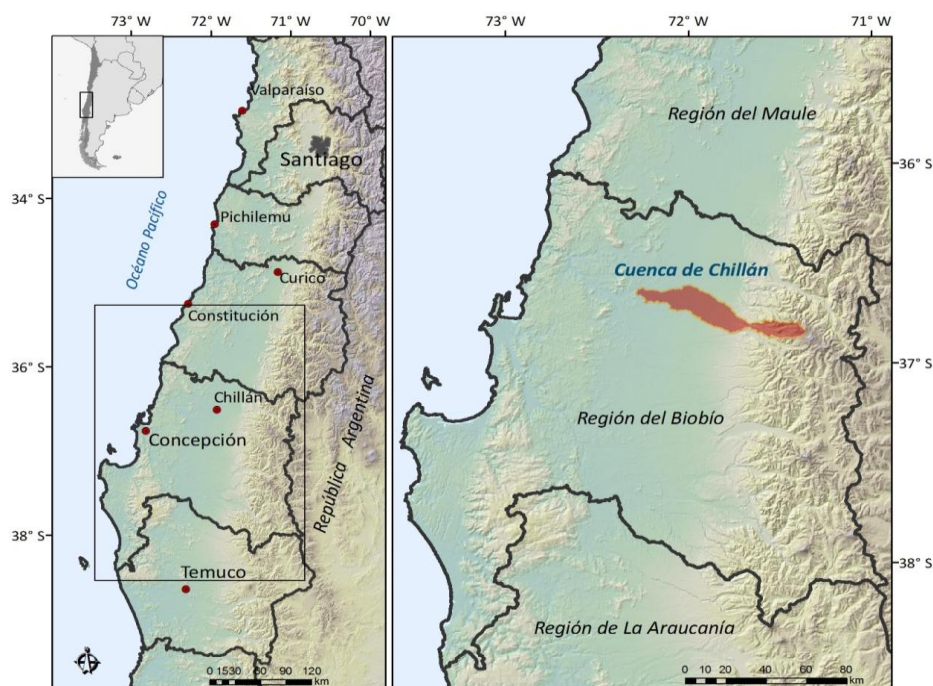 73° W
72° W
71° W
70° W
Valparaíso
Santiago
34° S
Pichilemu
Océano Pacífico
Curico
Constitución
36° S
Chillán
Concepción
República Argentina
38° S
Temuco
0 15 30 60 90 120
km
73° W
72° W
71° W
Región del Maule
36° S
Cuenca de Chillán
37° S
Región del Biobío
38° S
Región de La Araucanía
0 10 20 40 60 80
km